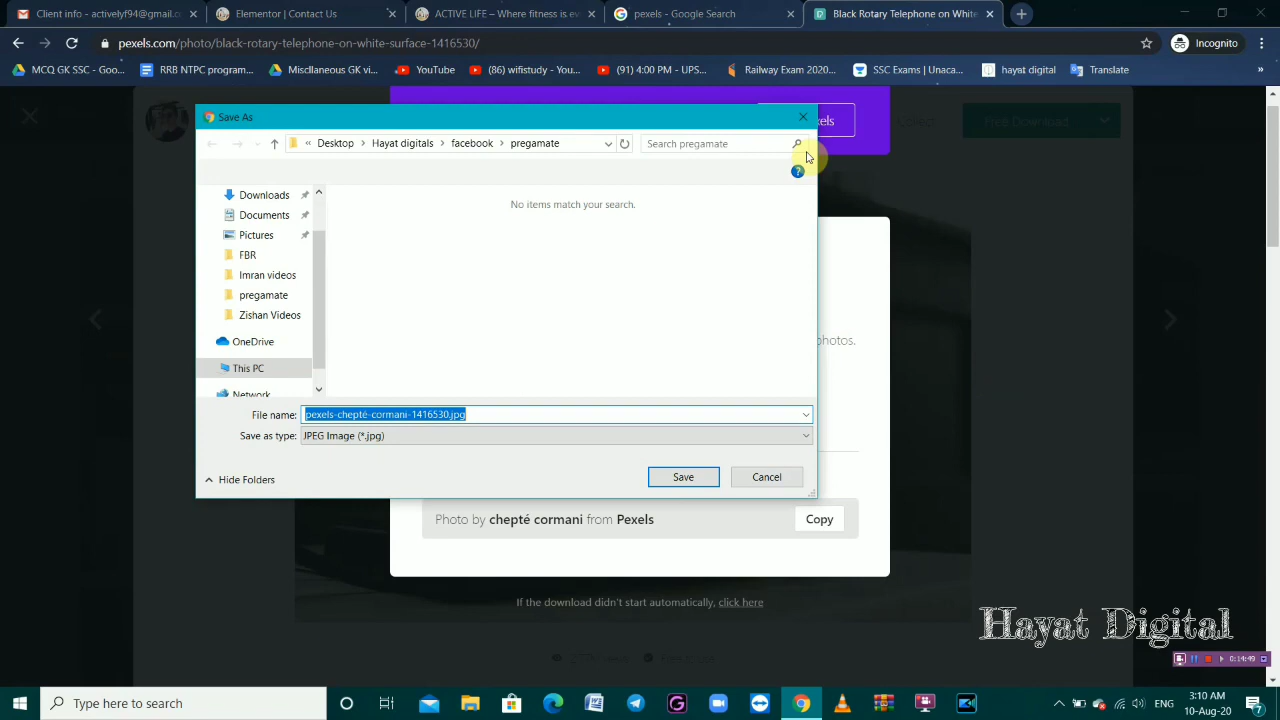 Client info - activelyf94@gmail.co
Elementor | Contact Us
ACTIVE LIFE – Where fitness is ev
pexels - Google Search
Black Rotary Telephone on White
pexels.com/photo/black-rotary-telephone-on-white-surface-1416530/
Incognito
MCQ GK SSC - Goo...
RRB NTPC program...
Miscllaneous GK vi...
YouTube
(86) wifistudy - You...
(91) 4:00 PM - UPS...
Railway Exam 2020...
SSC Exams | Unaca...
hayat digital
Translate
»
Save As
« Desktop > Hayat digitals > facebook > pregamate
Search pregamate
Free Download
No items match your search.
Downloads
Documents
Pictures
FBR
Imran videos
pregamate
Zishan Videos
OneDrive
This PC
Network
photos.
File name: pexels-chepté-cormani-1416530.jpg
Save as type: JPEG Image (*.jpg)
Hide Folders
Save
Cancel
Photo by chepté cormani from Pexels
Copy
If the download didn't start automatically, click here
Hayat Digital
0:14:49
Type here to search
ENG
3:10 AM
10-Aug-20
7